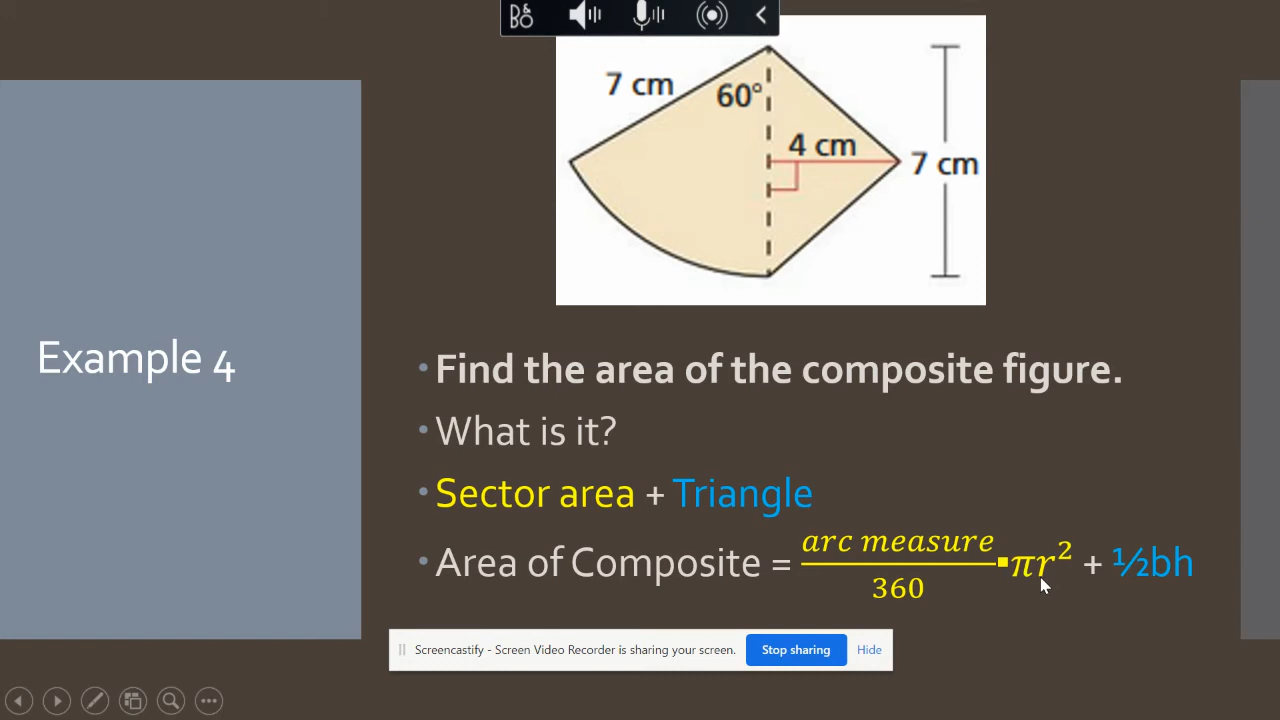 7 cm
60°
4 cm
7 cm
Example 4
• Find the area of the composite figure.
• What is it?
• Sector area + Triangle
• Area of Composite = arc measure/360 ▪ πr² + ½bh
Screencastify - Screen Video Recorder is sharing your screen. Stop sharing Hide